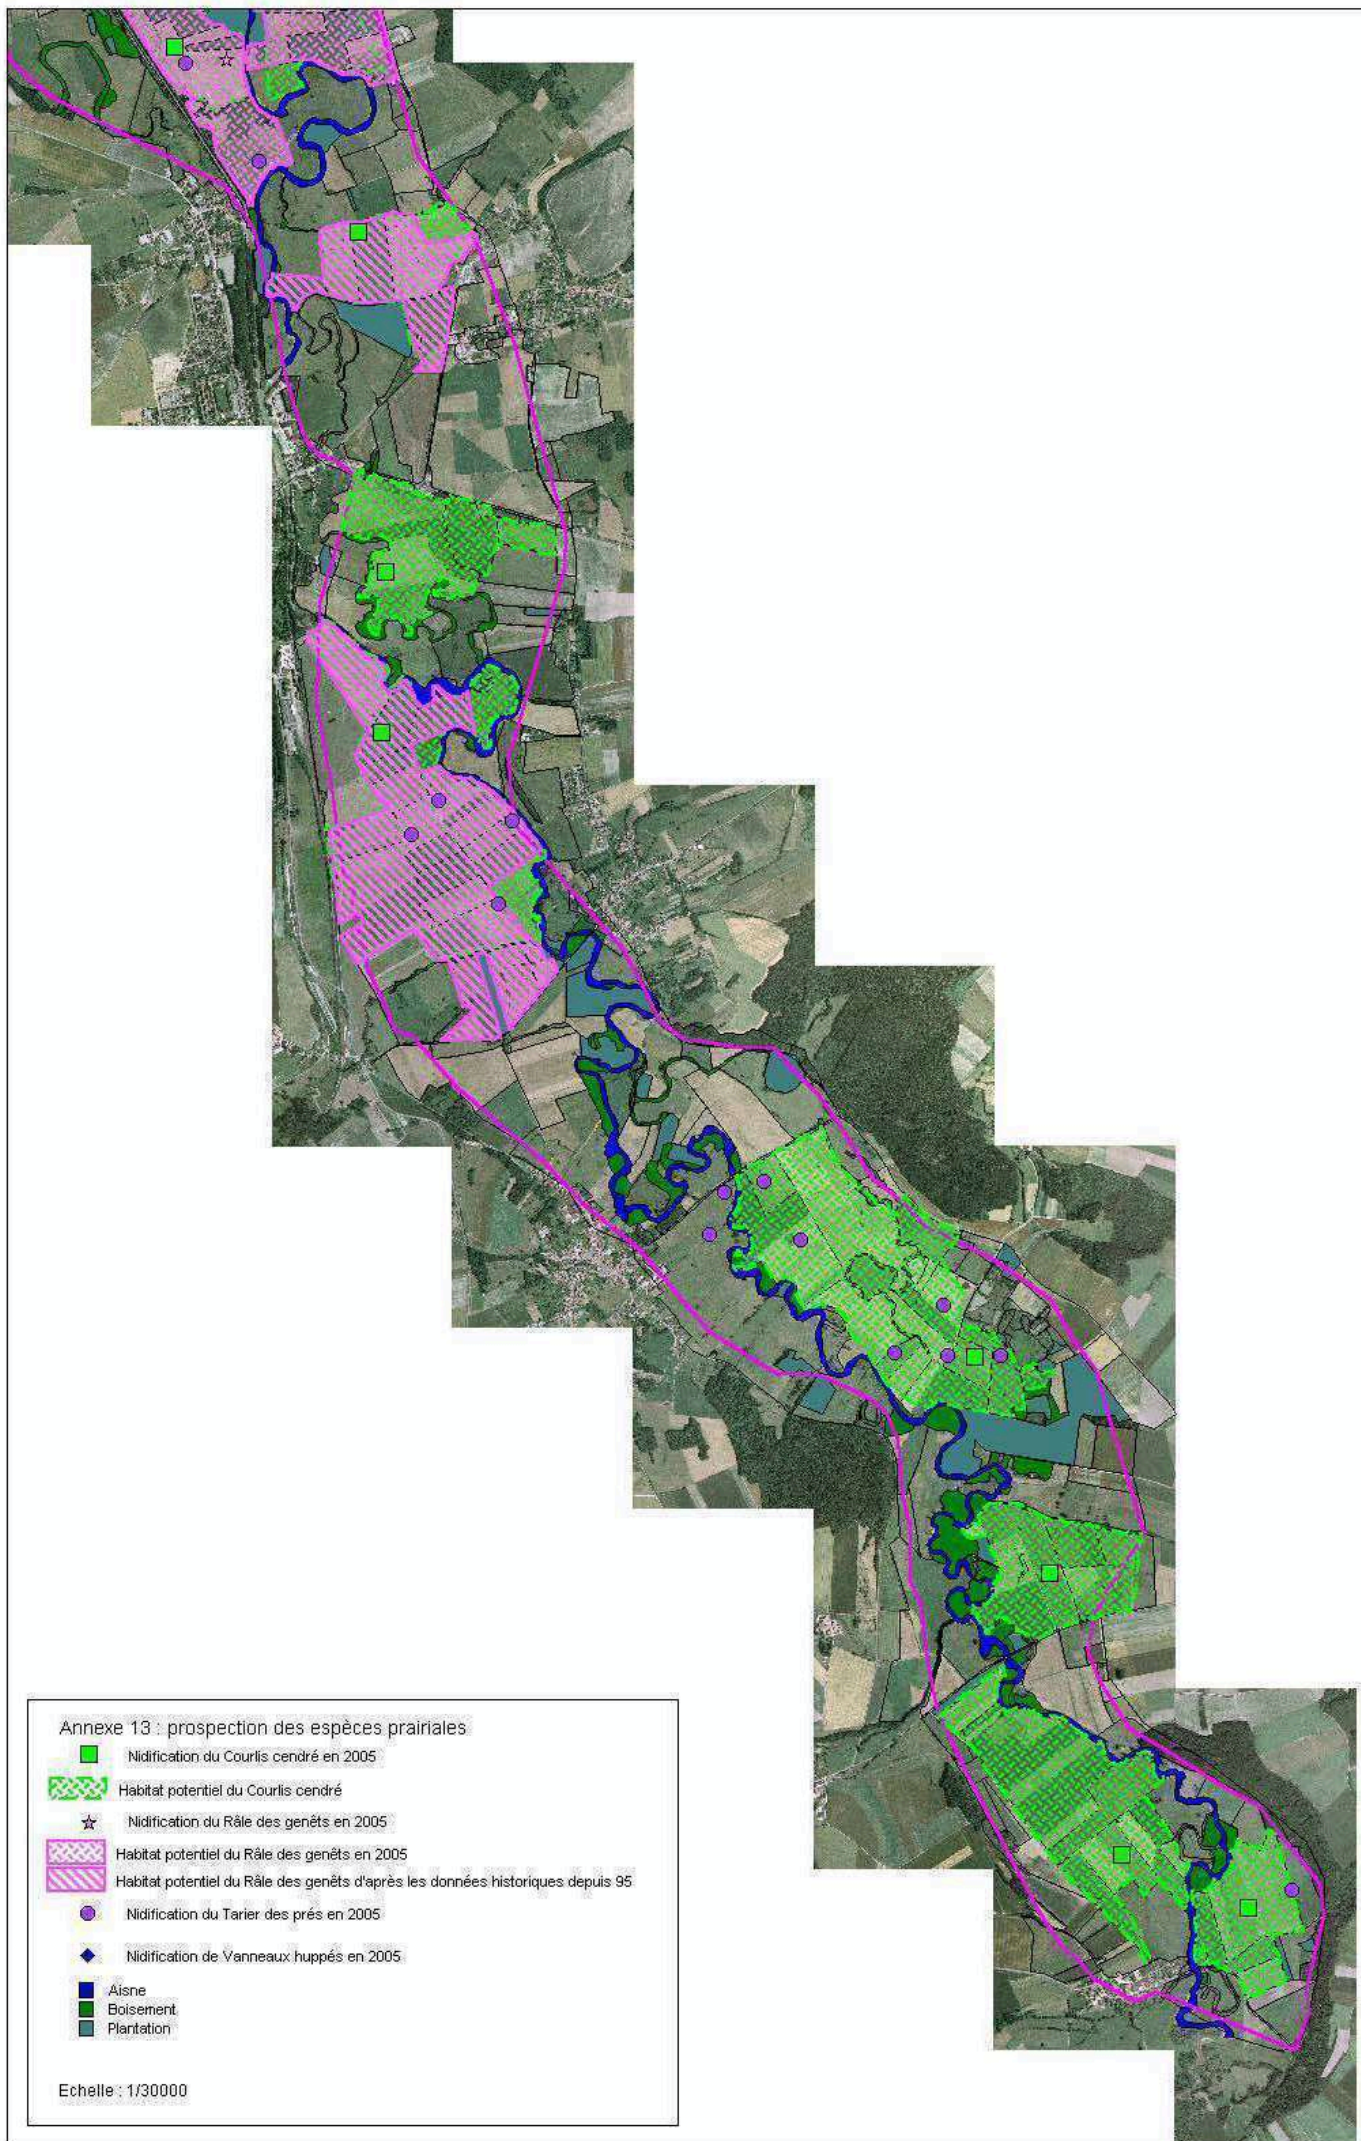 Annexe 13 : prospection des espèces prairiales
Nidification du Courlis cendré en 2005
Habitat potentiel du Courlis cendré
Nidification du Râle des genêts en 2005
Habitat potentiel du Râle des genêts en 2005
Habitat potentiel du Râle des genêts d'après les données historiques depuis 95
Nidification du Tarier des prés en 2005
Nidification de Vanneaux huppés en 2005
Aisne
Boisement
Plantation
Echelle : 1/30000